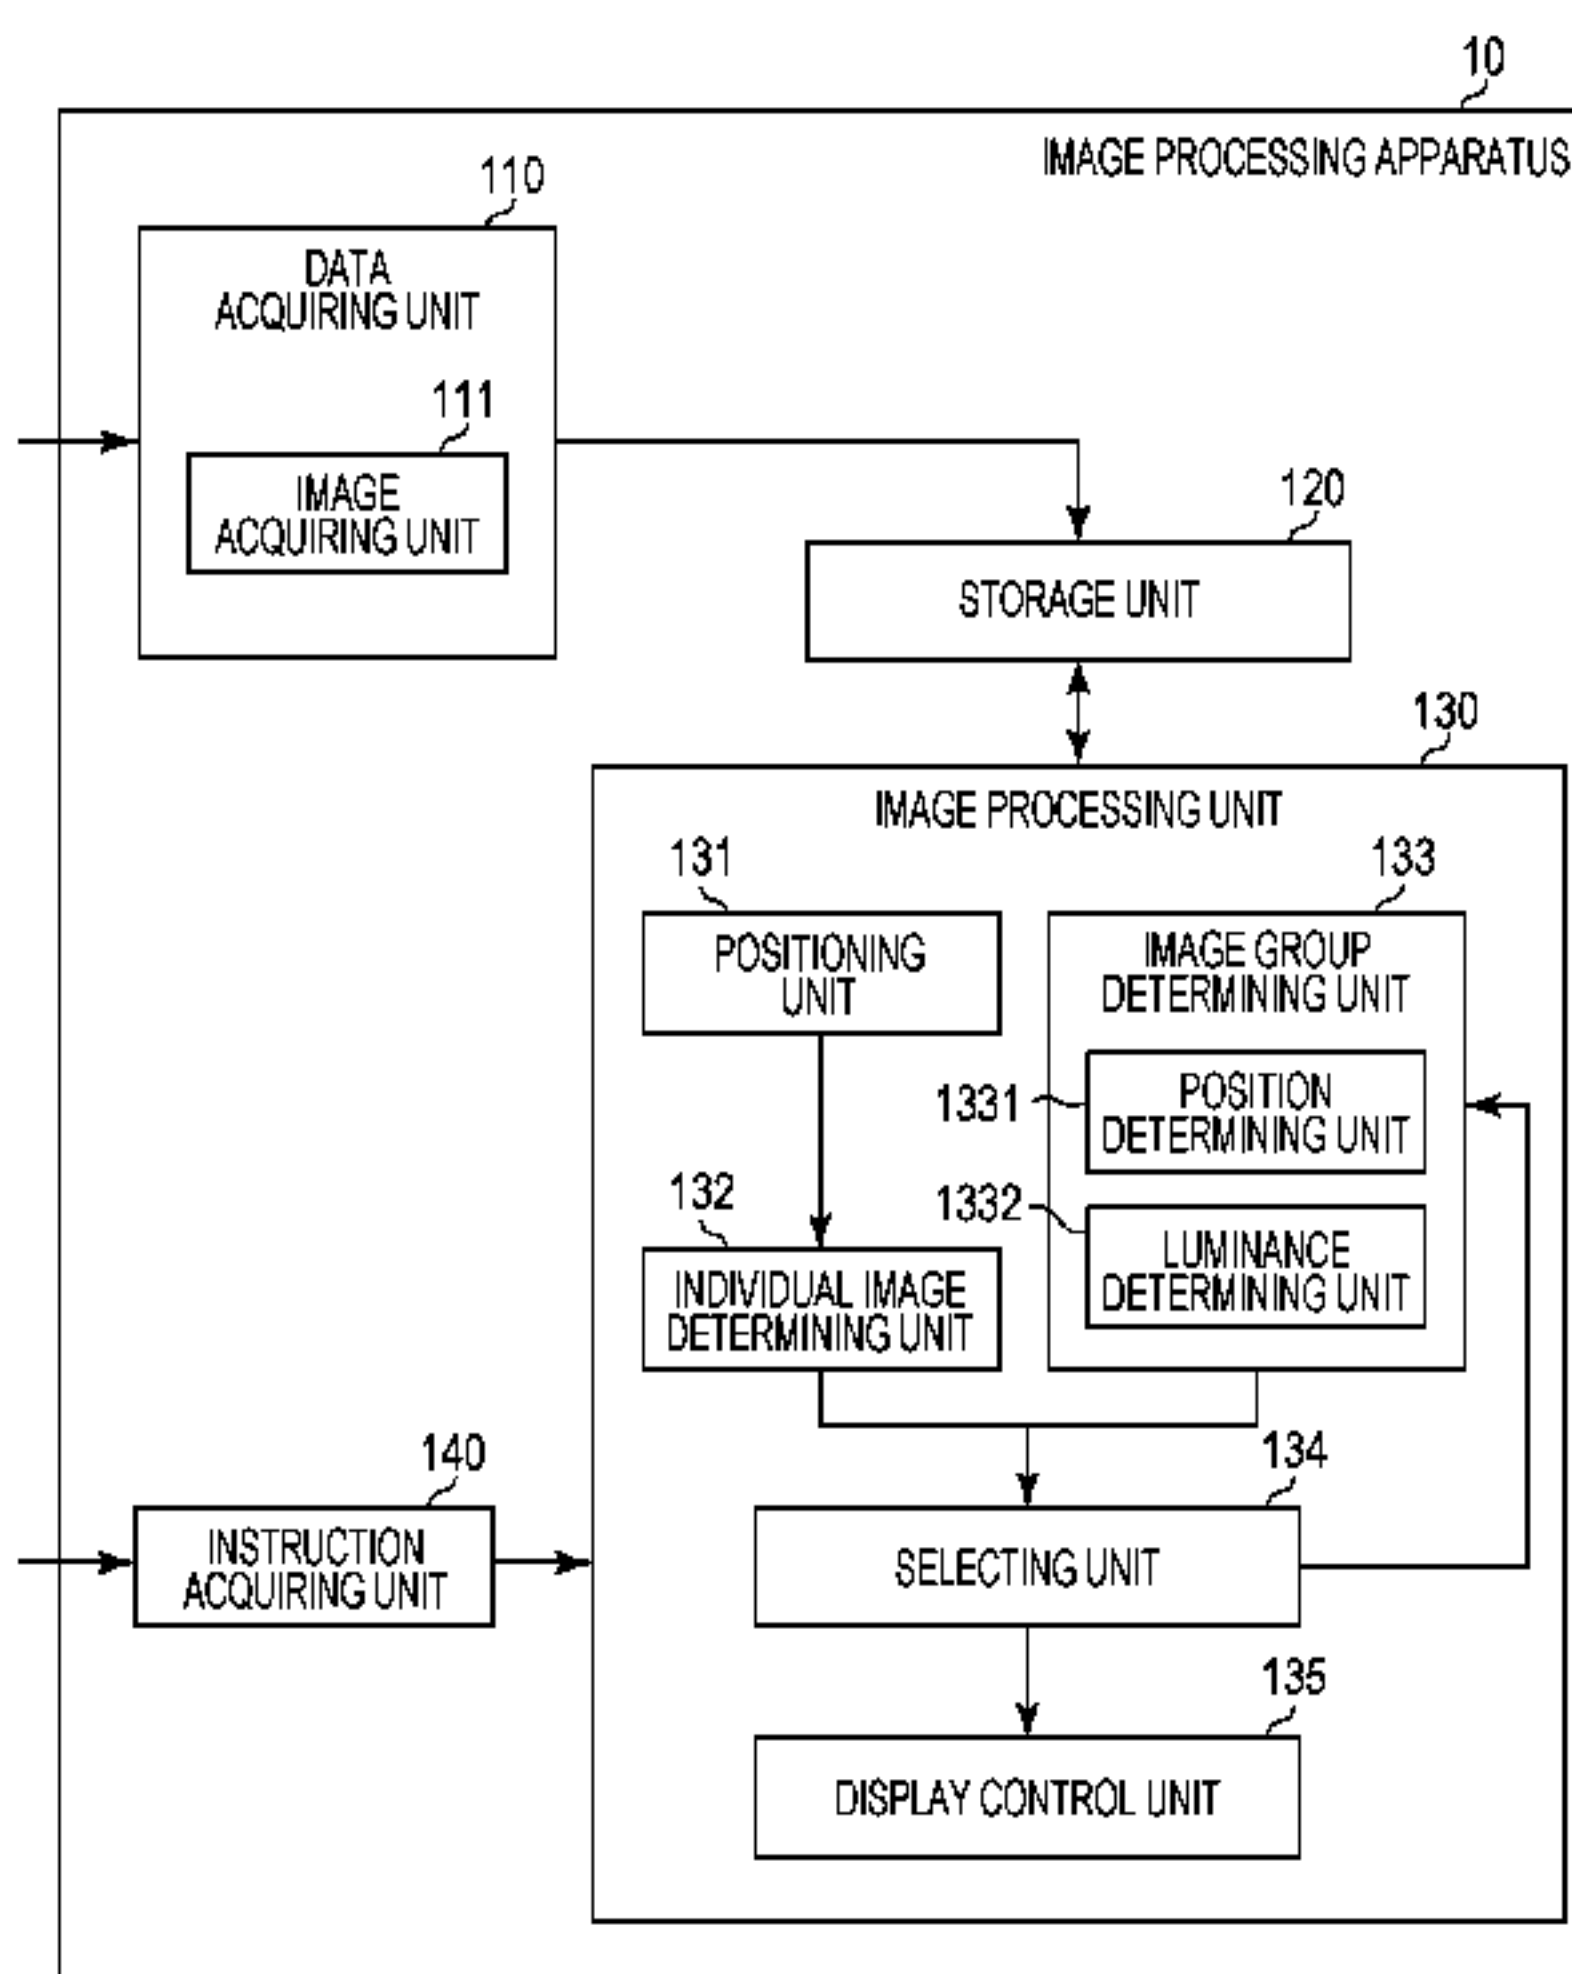 10
IMAGE PROCESSING APPARATUS
110
DATA
ACQUIRING UNIT
111
IMAGE
ACQUIRING UNIT
120
STORAGE UNIT
130
IMAGE PROCESSING UNIT
131
POSITIONING
UNIT
133
IMAGE GROUP
DETERMINING UNIT
1331
POSITION
DETERMINING UNIT
132
INDIVIDUAL IMAGE
DETERMINING UNIT
1332
LUMINANCE
DETERMINING UNIT
140
INSTRUCTION
ACQUIRING UNIT
134
SELECTING UNIT
135
DISPLAY CONTROL UNIT